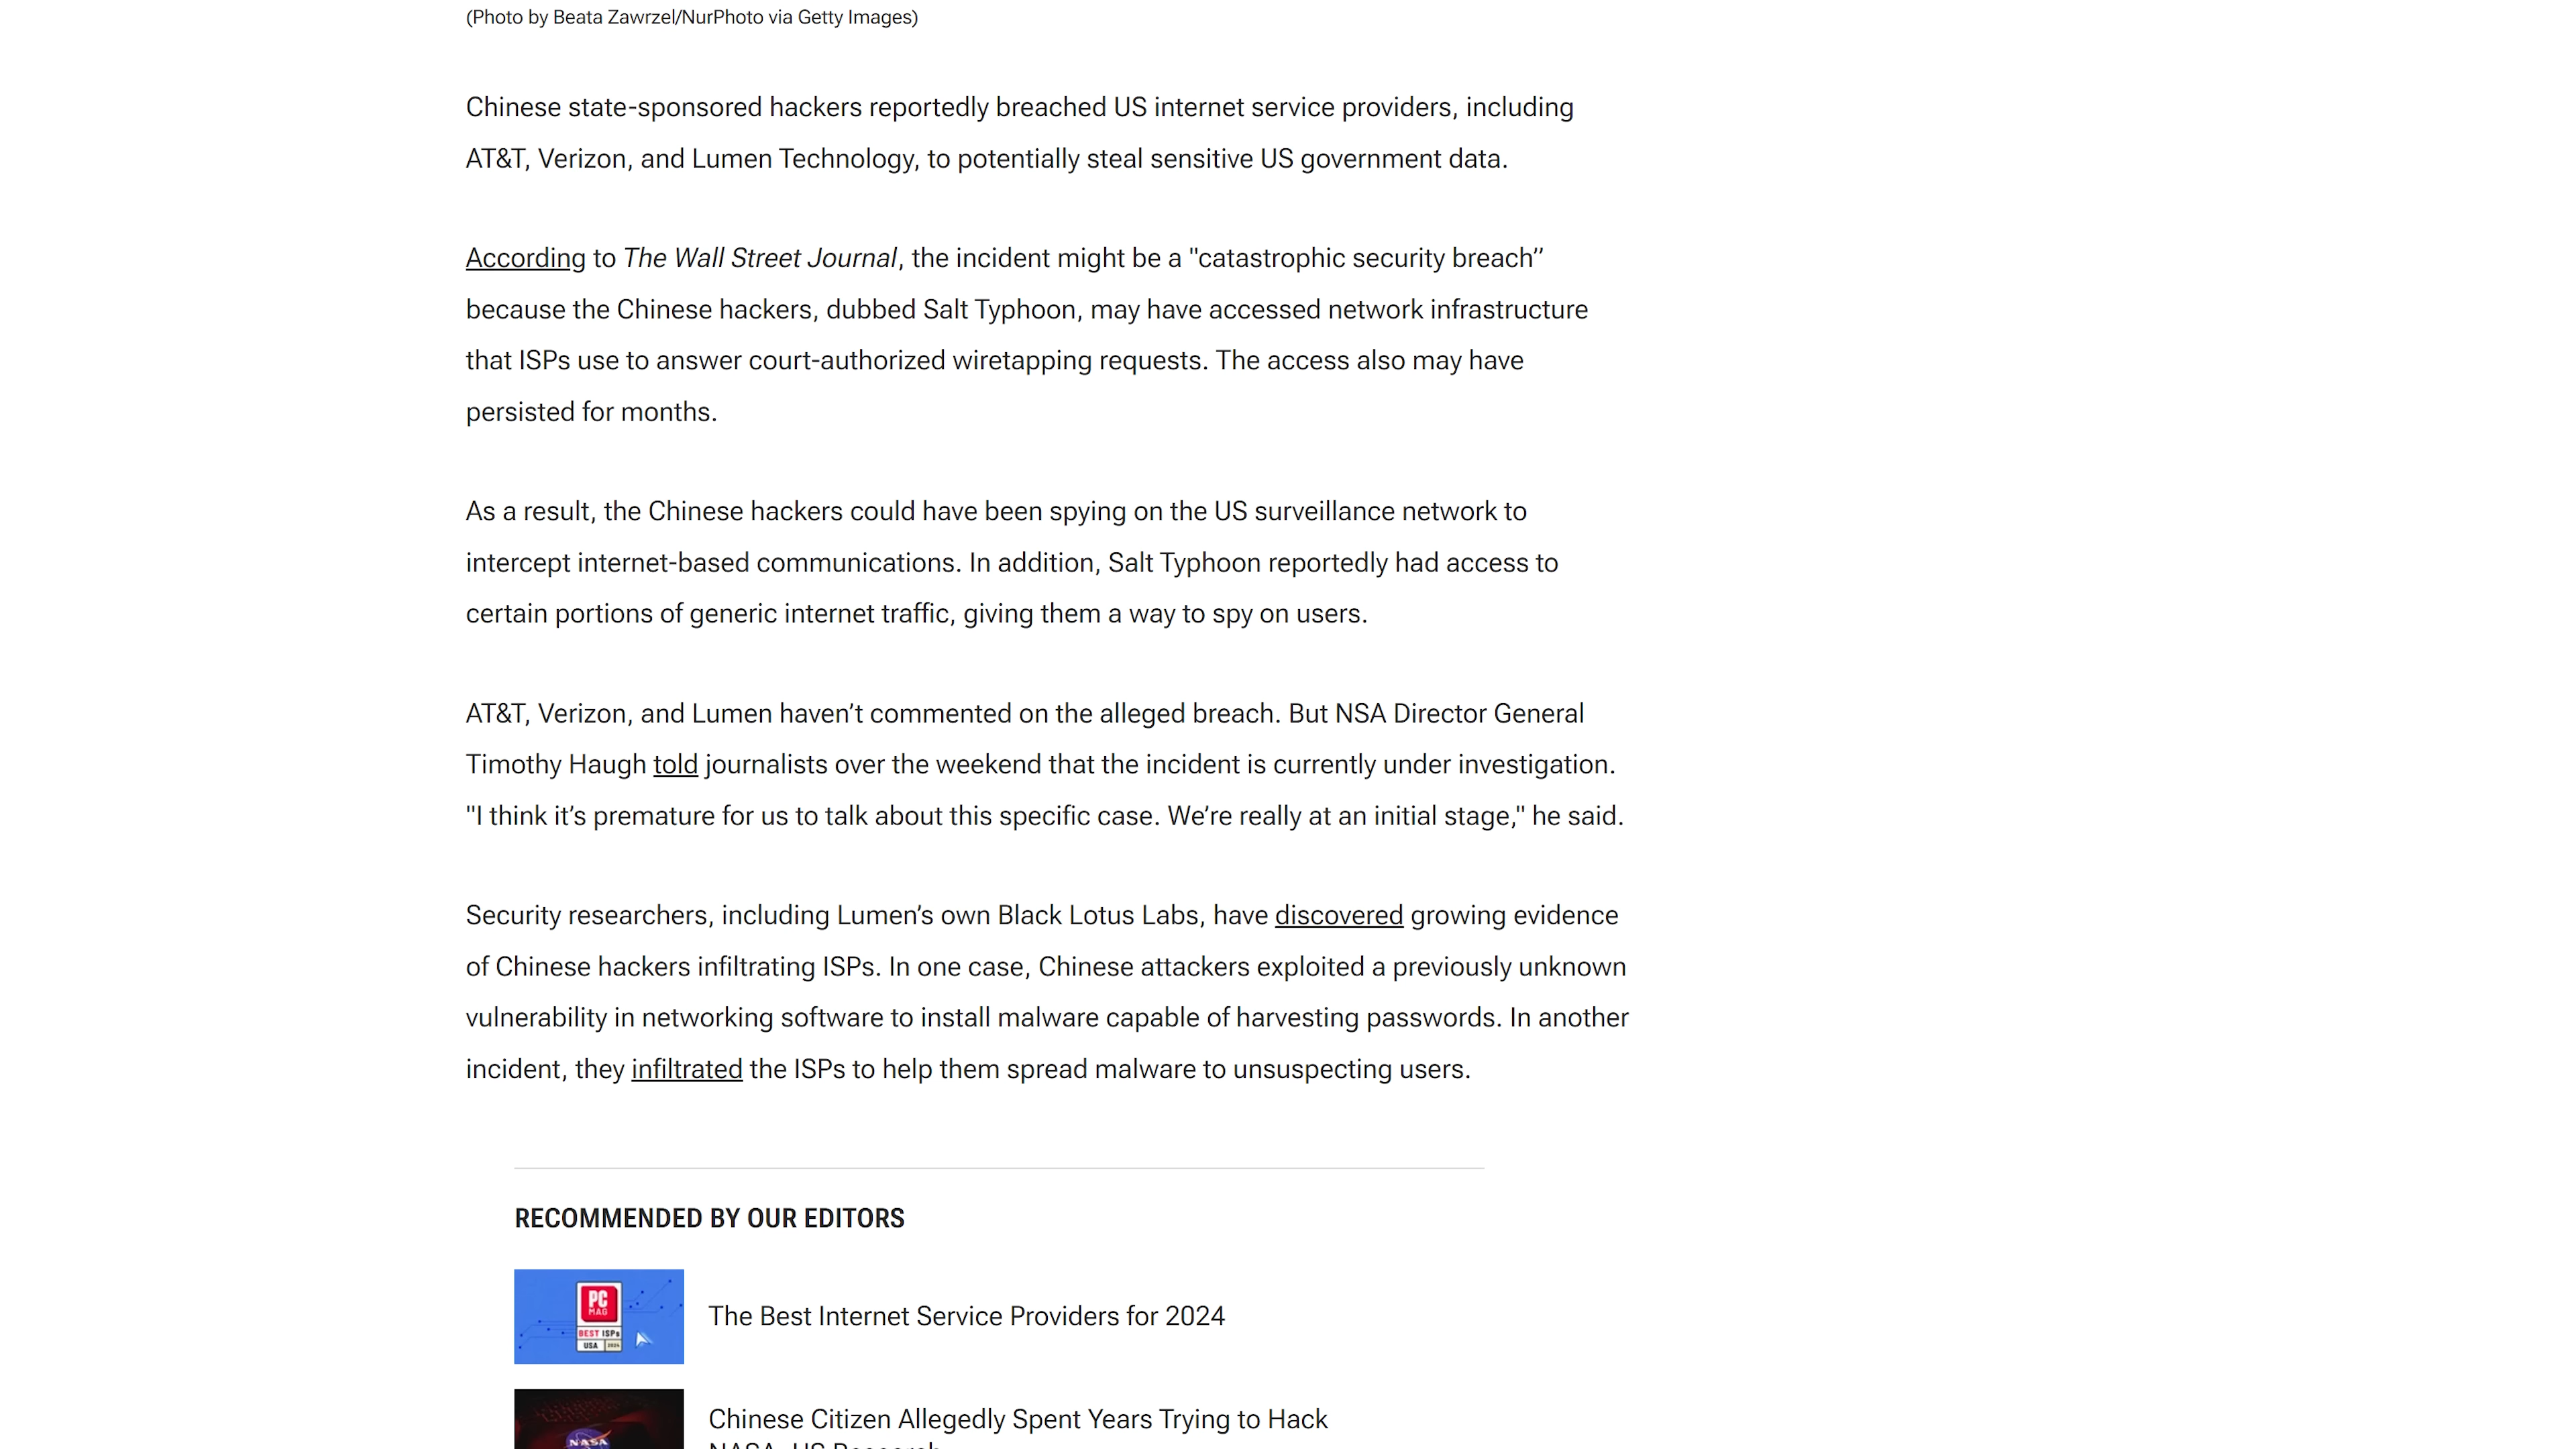 (Photo by Beata Zawrzel/NurPhoto via Getty Images)
Chinese state-sponsored hackers reportedly breached US internet service providers, including
AT&T, Verizon, and Lumen Technology, to potentially steal sensitive US government data.
According to The Wall Street Journal, the incident might be a "catastrophic security breach”
because the Chinese hackers, dubbed Salt Typhoon, may have accessed network infrastructure
that ISPs use to answer court-authorized wiretapping requests. The access also may have
persisted for months.
As a result, the Chinese hackers could have been spying on the US surveillance network to
intercept internet-based communications. In addition, Salt Typhoon reportedly had access to
certain portions of generic internet traffic, giving them a way to spy on users.
AT&T, Verizon, and Lumen haven’t commented on the alleged breach. But NSA Director General
Timothy Haugh told journalists over the weekend that the incident is currently under investigation.
"I think it’s premature for us to talk about this specific case. We’re really at an initial stage," he said.
Security researchers, including Lumen’s own Black Lotus Labs, have discovered growing evidence
of Chinese hackers infiltrating ISPs. In one case, Chinese attackers exploited a previously unknown
vulnerability in networking software to install malware capable of harvesting passwords. In another
incident, they infiltrated the ISPs to help them spread malware to unsuspecting users.
RECOMMENDED BY OUR EDITORS
PC
MAG
BEST ISPs
USA 2024
The Best Internet Service Providers for 2024
NASA
Chinese Citizen Allegedly Spent Years Trying to Hack
NASA, US Research